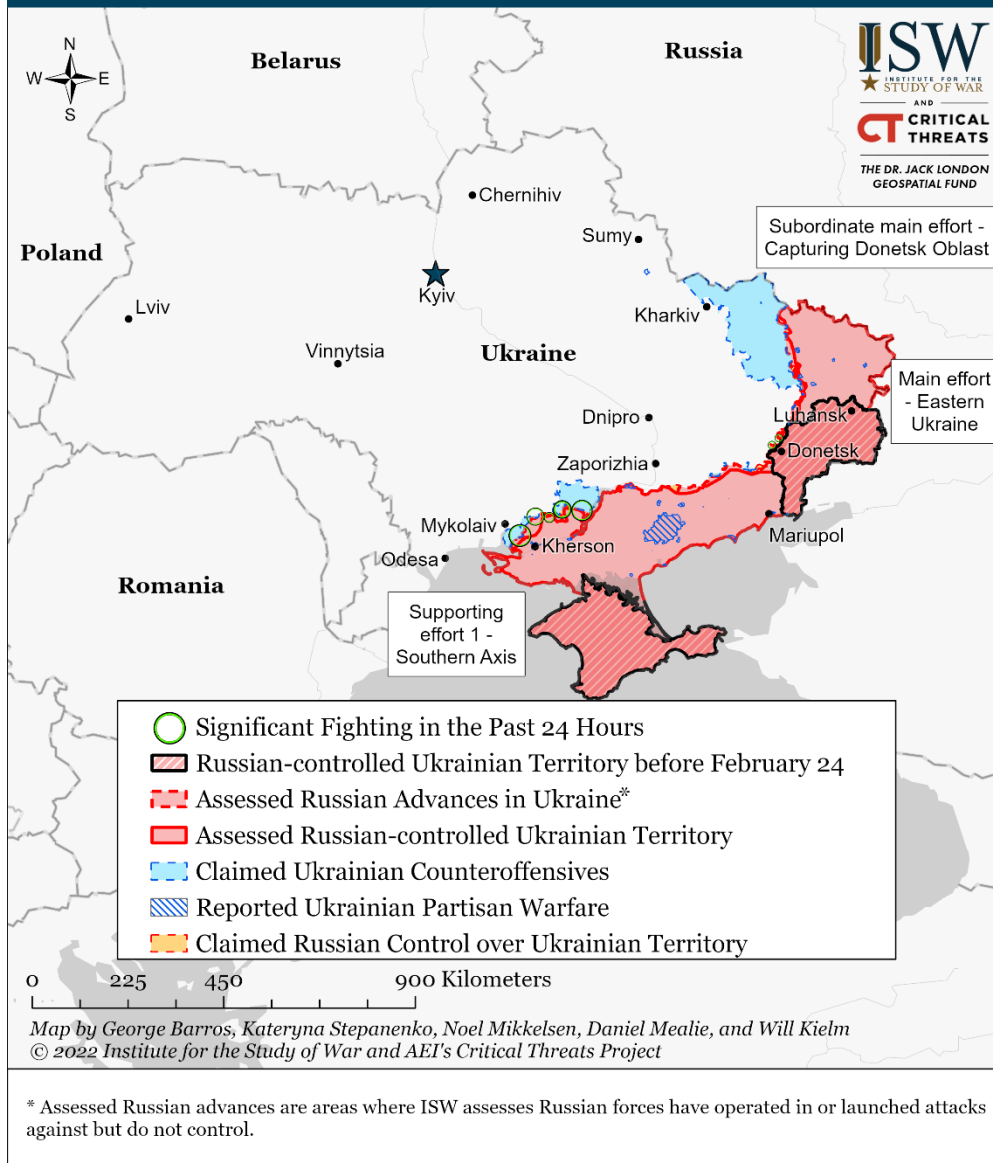 N
W E
S
Belarus
Russia
ISW
INSTITUTE FOR THE
STUDY OF WAR
AND
CT CRITICAL
THREATS
THE DR. JACK LONDON
GEOSPATIAL FUND
Chernihiv
Subordinate main effort -
Capturing Donetsk Oblast
Sumy
Poland
Kyiv
Lviv
Kharkiv
Vinnytsia
Ukraine
Main effort
- Eastern
Ukraine
Dnipro
Luhansk
Donetsk
Zaporizhia
Mykolaiv
Mariupol
Kherson
Odesa
Romania
Supporting
effort 1 -
Southern Axis
Significant Fighting in the Past 24 Hours
Russian-controlled Ukrainian Territory before February 24
Assessed Russian Advances in Ukraine*
Assessed Russian-controlled Ukrainian Territory
Claimed Ukrainian Counteroffensives
Reported Ukrainian Partisan Warfare
Claimed Russian Control over Ukrainian Territory
0 225 450 900 Kilometers
Map by George Barros, Kateryna Stepanenko, Noel Mikkelsen, Daniel Mealie, and Will Kielm
© 2022 Institute for the Study of War and AEI's Critical Threats Project
* Assessed Russian advances are areas where ISW assesses Russian forces have operated in or launched attacks
against but do not control.